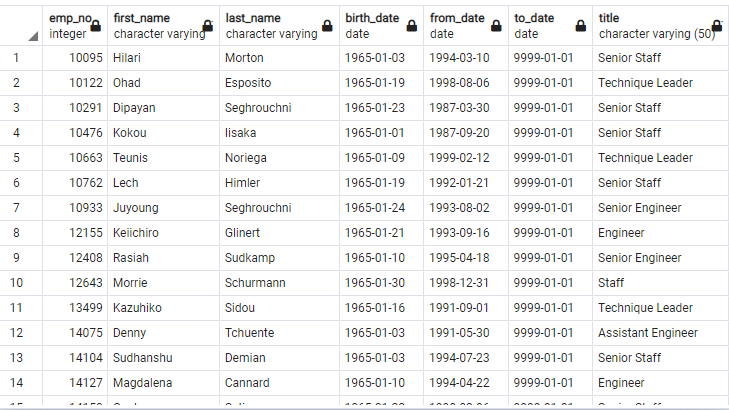 emp_no first_name last_name birth_date from_date to_date title
integer character varying character varying date date date character varying (50)
1 10095 Hilari Morton 1965-01-03 1994-03-10 9999-01-01 Senior Staff
2 10122 Ohad Esposito 1965-01-19 1998-08-06 9999-01-01 Technique Leader
3 10291 Dipayan Seghrouchni 1965-01-23 1987-03-30 9999-01-01 Senior Staff
4 10476 Kokou Iisaka 1965-01-01 1987-09-20 9999-01-01 Senior Staff
5 10663 Teunis Noriega 1965-01-09 1999-02-12 9999-01-01 Technique Leader
6 10762 Lech Himler 1965-01-19 1992-01-21 9999-01-01 Senior Staff
7 10933 Juyoung Seghrouchni 1965-01-24 1993-08-02 9999-01-01 Senior Engineer
8 12155 Keiichiro Glinert 1965-01-21 1993-09-16 9999-01-01 Engineer
9 12408 Rasiah Sudkamp 1965-01-10 1995-04-18 9999-01-01 Senior Engineer
10 12643 Morrie Schurmann 1965-01-30 1998-12-31 9999-01-01 Staff
11 13499 Kazuhiko Sidou 1965-01-16 1991-09-01 9999-01-01 Technique Leader
12 14075 Denny Tchuente 1965-01-03 1991-05-30 9999-01-01 Assistant Engineer
13 14104 Sudhanshu Demian 1965-01-03 1994-07-23 9999-01-01 Senior Staff
14 14127 Magdalena Cannard 1965-01-10 1994-04-22 9999-01-01 Engineer